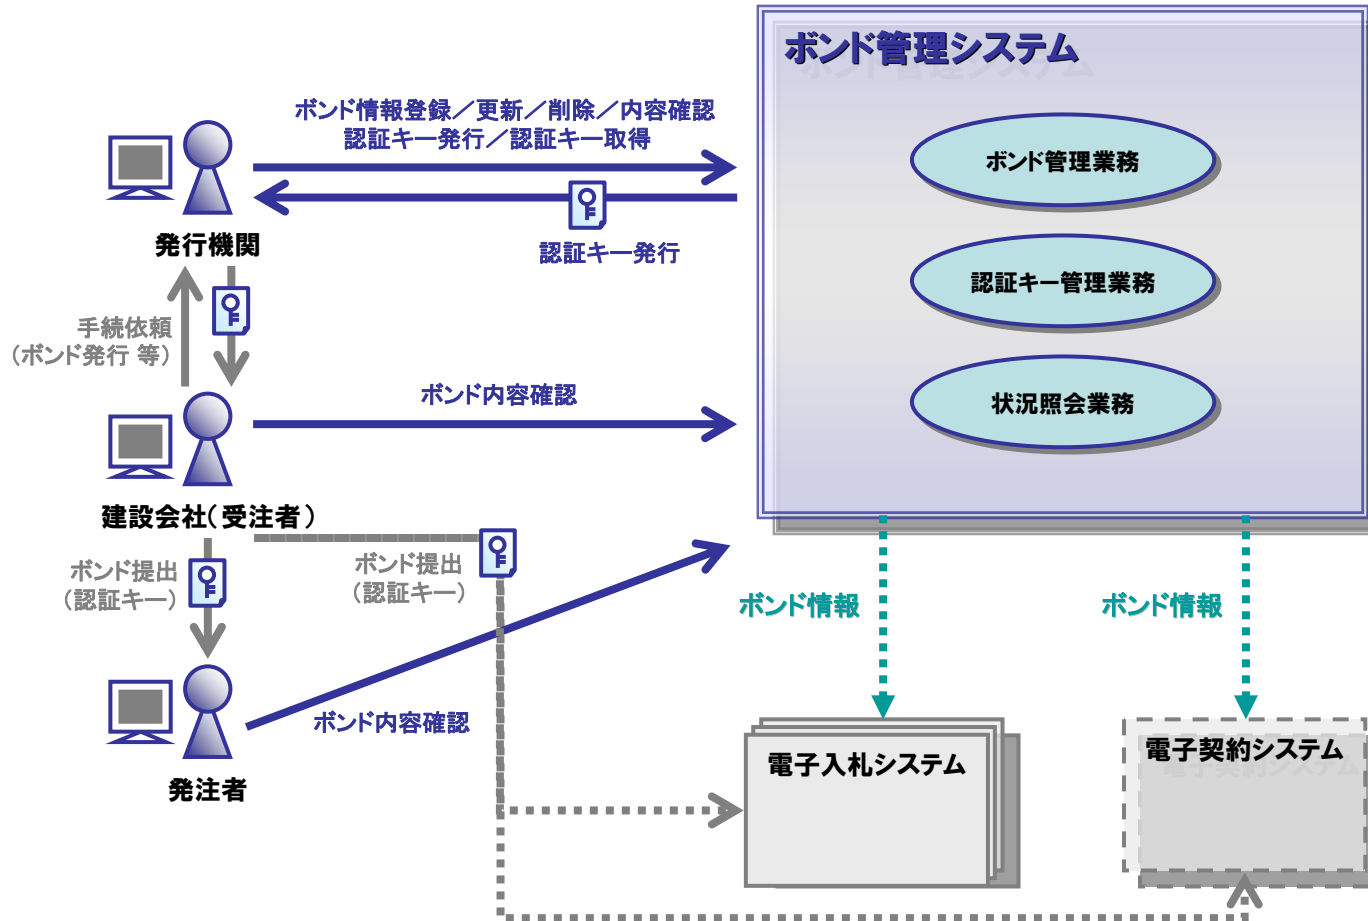 ボンド管理システム
ボンド情報登録／更新／削除／内容確認
認証キー発行／認証キー取得
ボンド管理業務
認証キー発行
発行機関
認証キー管理業務
手続依頼
（ボンド発行 等）
ボンド内容確認
状況照会業務
建設会社（受注者）
ボンド提出
（認証キー）
ボンド提出
（認証キー）
ボンド情報
ボンド情報
ボンド内容確認
発注者
電子入札システム
電子契約システム